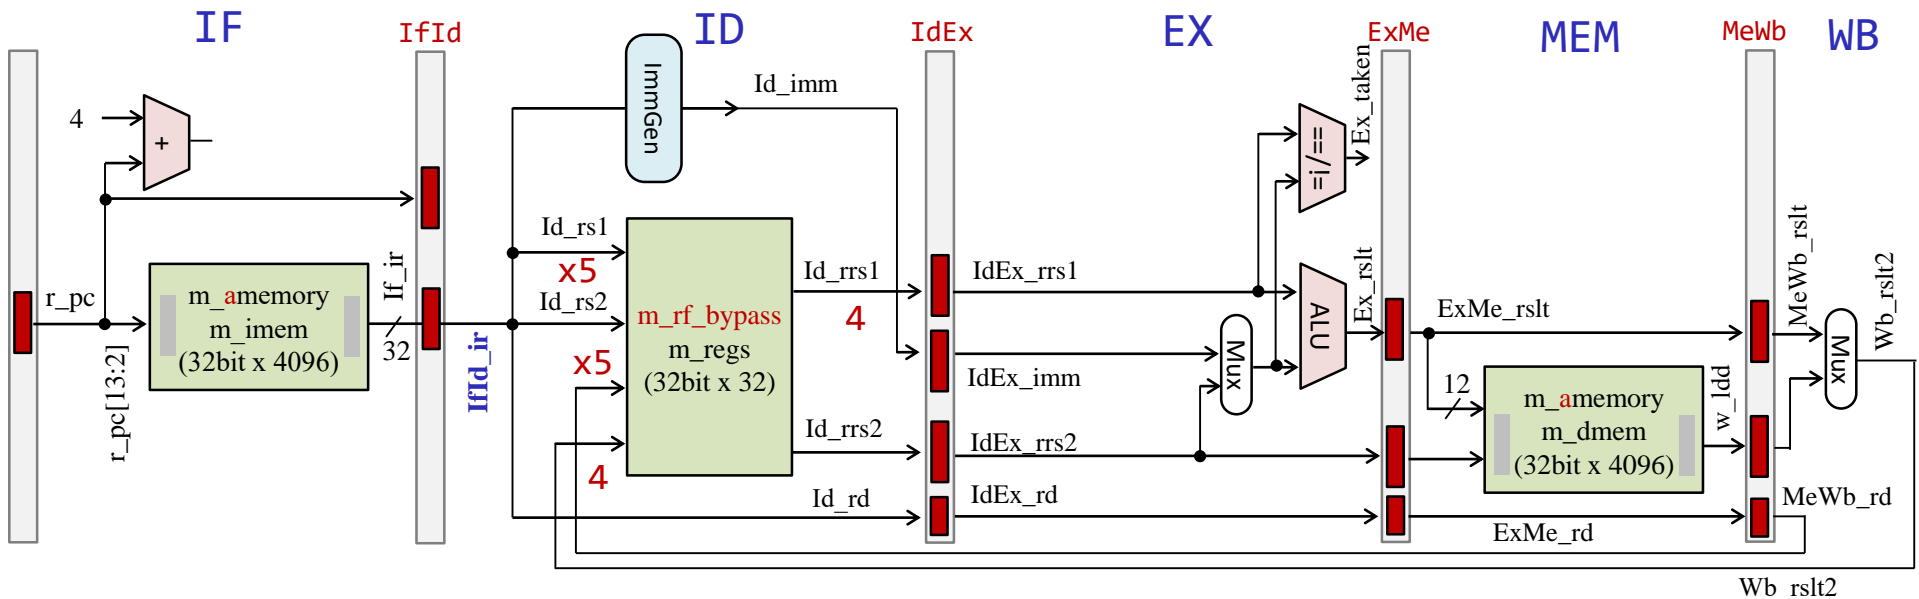 IF
IfId
ID
IdEx
EX
ExMe
MEM
MeWb
WB
4
+
r_pc
r_pc[13:2]
m_amemory
m_imem
(32bit x 4096)
If_ir
32
IfId_ir
ImmGen
Id_imm
Id_rs1
x5
Id_rs2
x5
4
m_rf_bypass
m_regs
(32bit x 32)
Id_rrs1
4
Id_rrs2
Id_rd
IdEx_rrs1
IdEx_imm
IdEx_rrs2
IdEx_rd
Mux
==/!=
Ex_taken
ALU
Ex_rslt
ExMe_rslt
12
m_amemory
m_dmem
(32bit x 4096)
w_ldd
ExMe_rd
MeWb_rslt
Mux
Wb_rslt2
MeWb_rd
Wb_rslt2